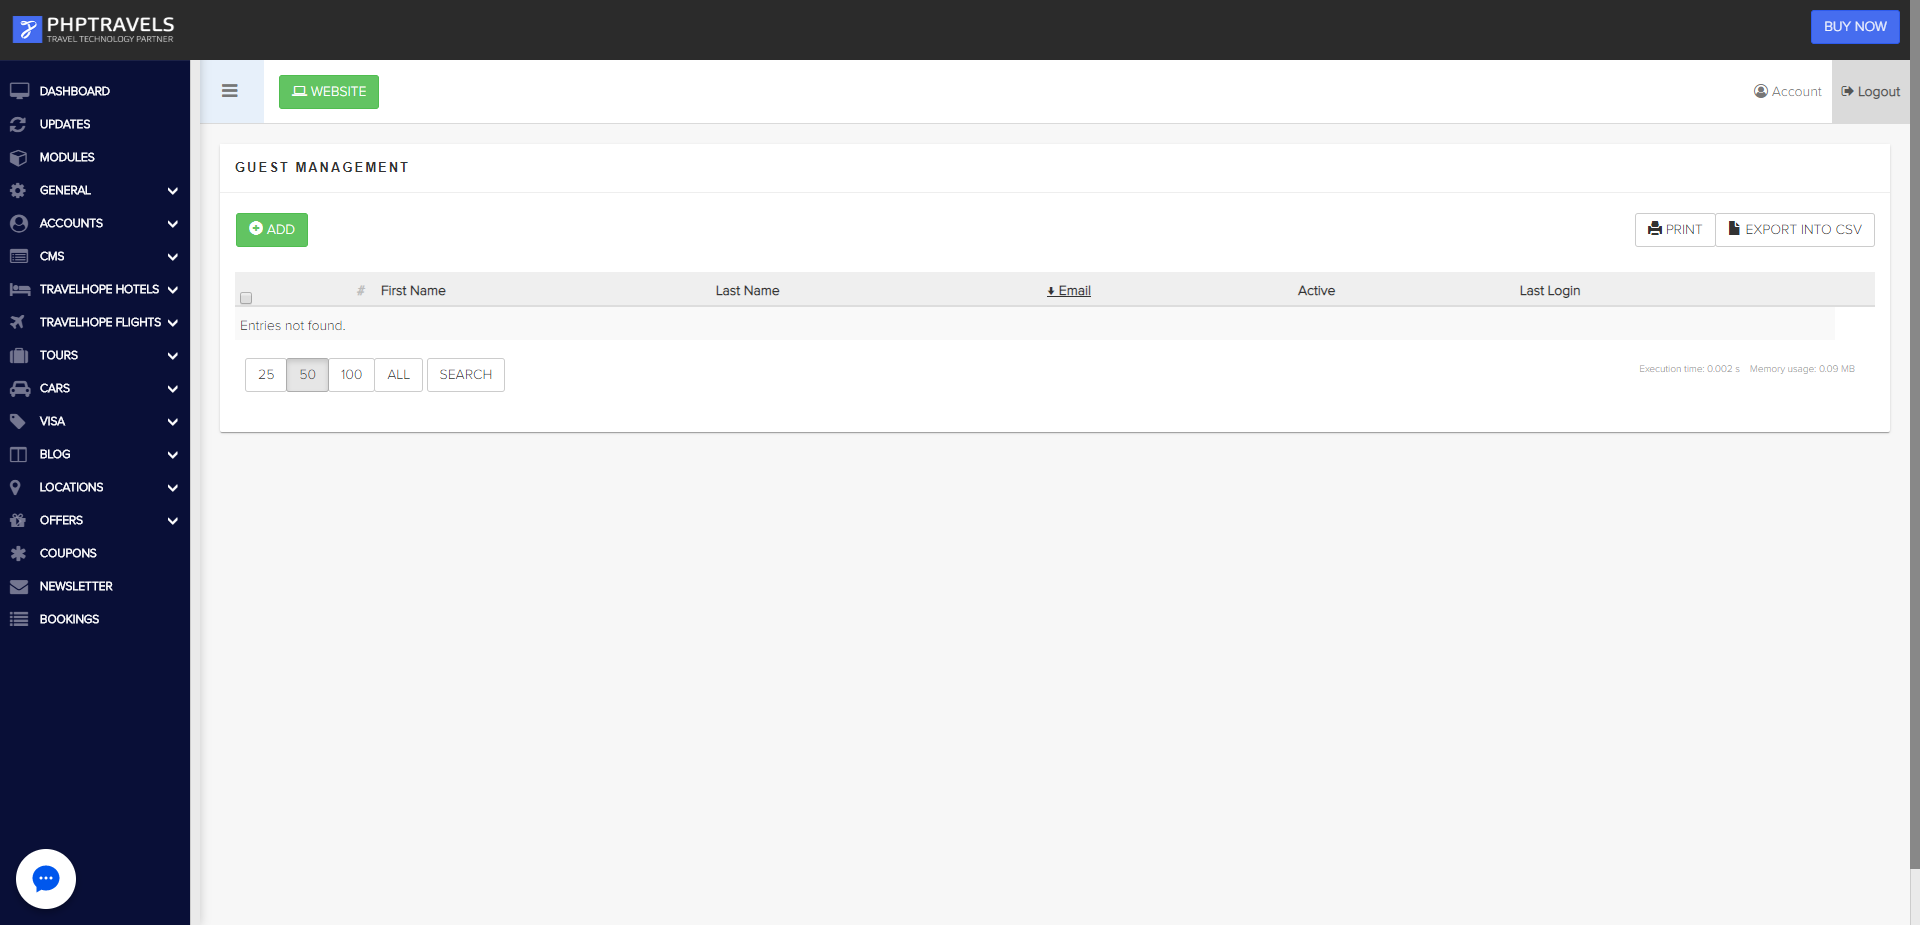 PHPTRAVELS
TRAVEL TECHNOLOGY PARTNER
BUY NOW
DASHBOARD
UPDATES
MODULES
GENERAL
ACCOUNTS
CMS
TRAVELHOPE HOTELS
TRAVELHOPE FLIGHTS
TOURS
CARS
VISA
BLOG
LOCATIONS
OFFERS
COUPONS
NEWSLETTER
BOOKINGS
WEBSITE
Account
Logout
GUEST MANAGEMENT
ADD
PRINT
EXPORT INTO CSV
# First Name Last Name Email Active Last Login
Entries not found.
25 50 100 ALL SEARCH
Execution time: 0.002 s Memory usage: 0.09 MB